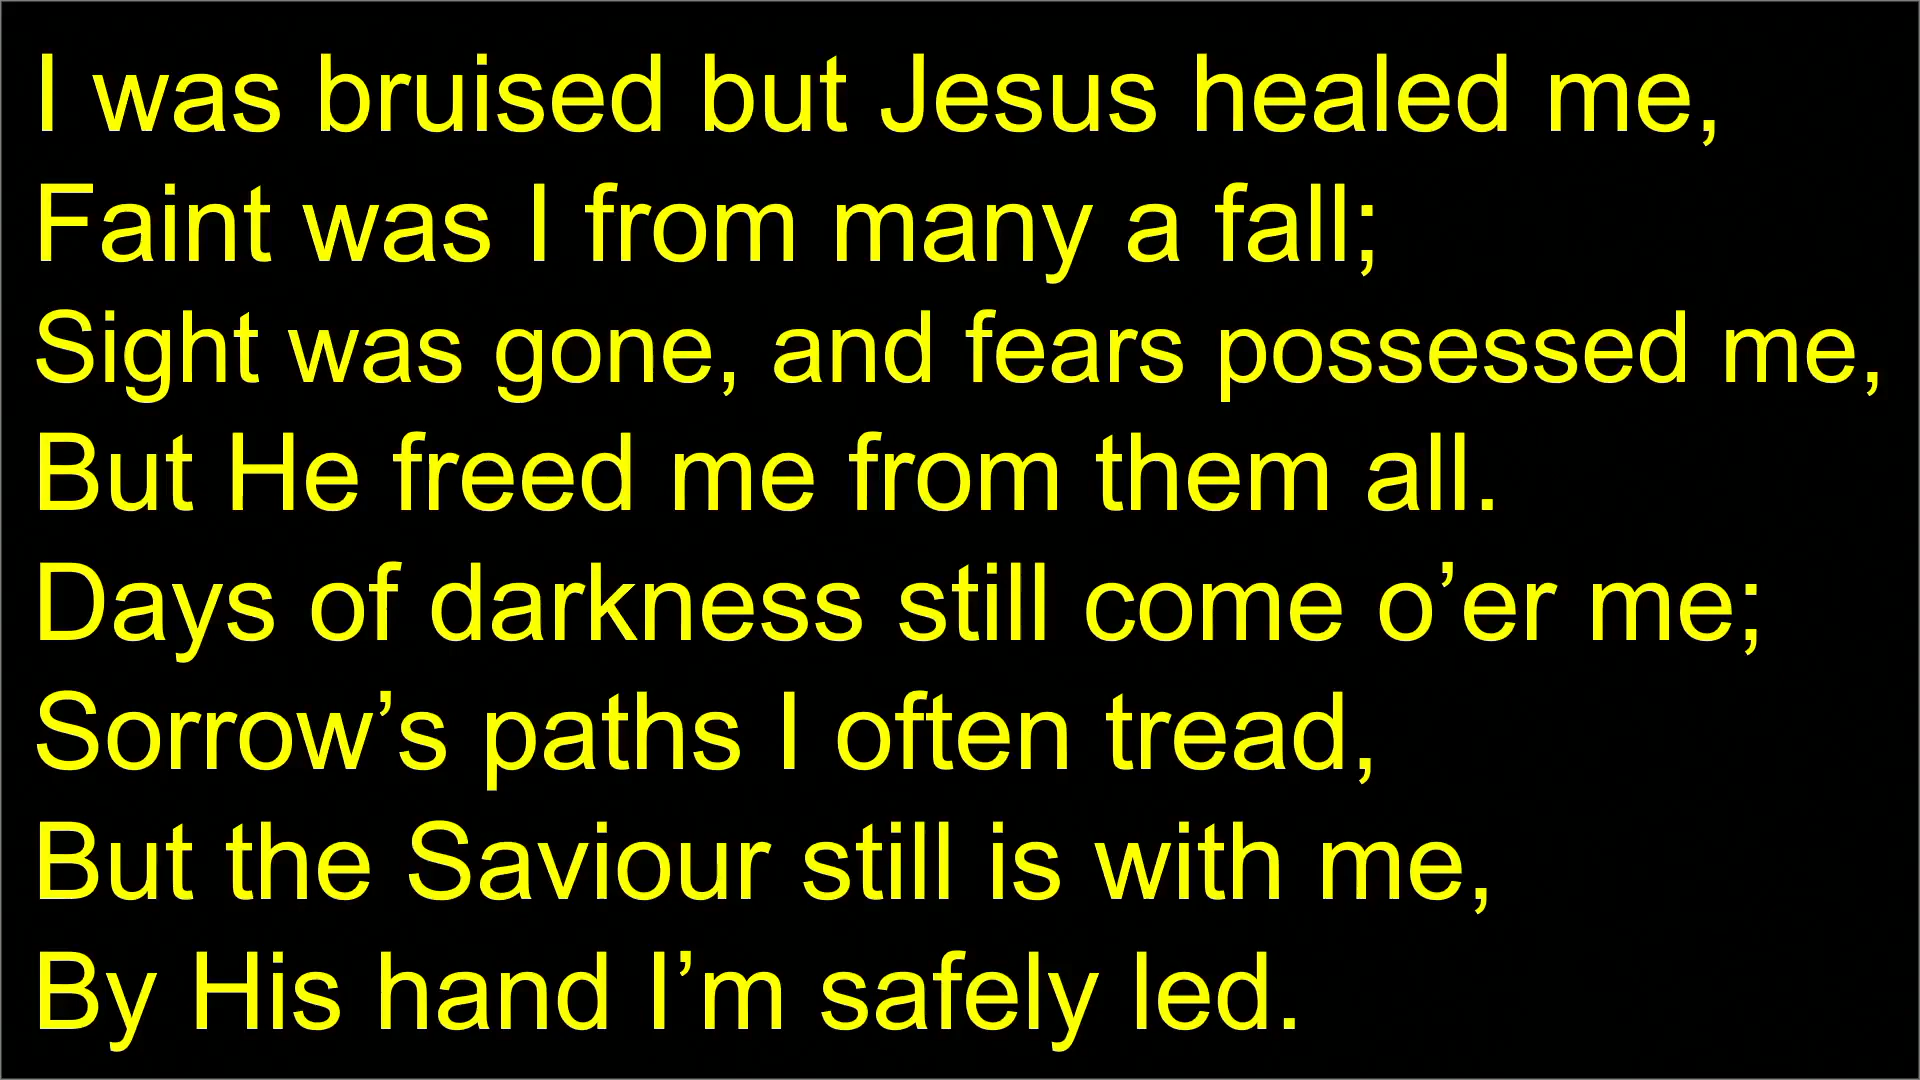 I was bruised but Jesus healed me,
Faint was I from many a fall;
Sight was gone, and fears possessed me,
But He freed me from them all.
Days of darkness still come o’er me;
Sorrow’s paths I often tread,
But the Saviour still is with me,
By His hand I’m safely led.